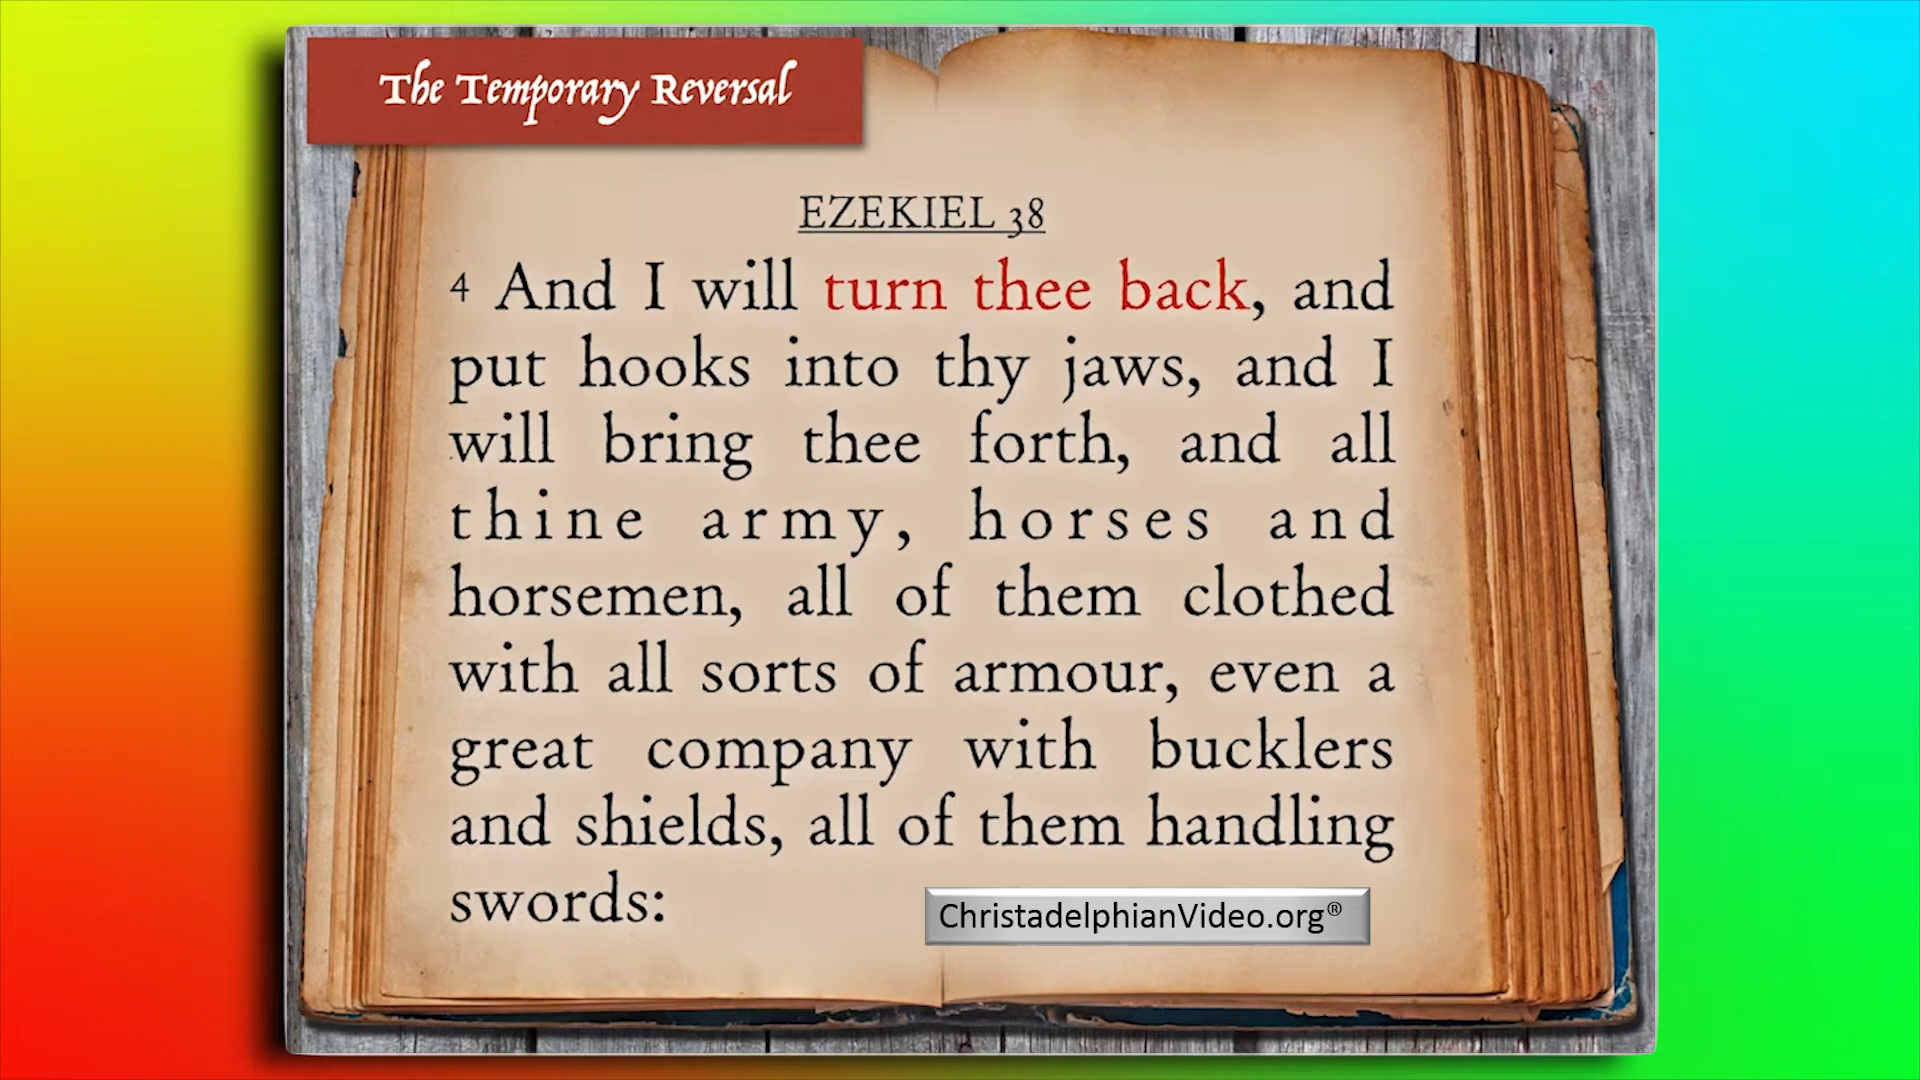 The Temporary Reversal
EZEKIEL 38
4 And I will turn thee back, and
put hooks into thy jaws, and I
will bring thee forth, and all
thine army, horses and
horsemen, all of them clothed
with all sorts of armour, even a
great company with bucklers
and shields, all of them handling
swords:
ChristadelphianVideo.org®